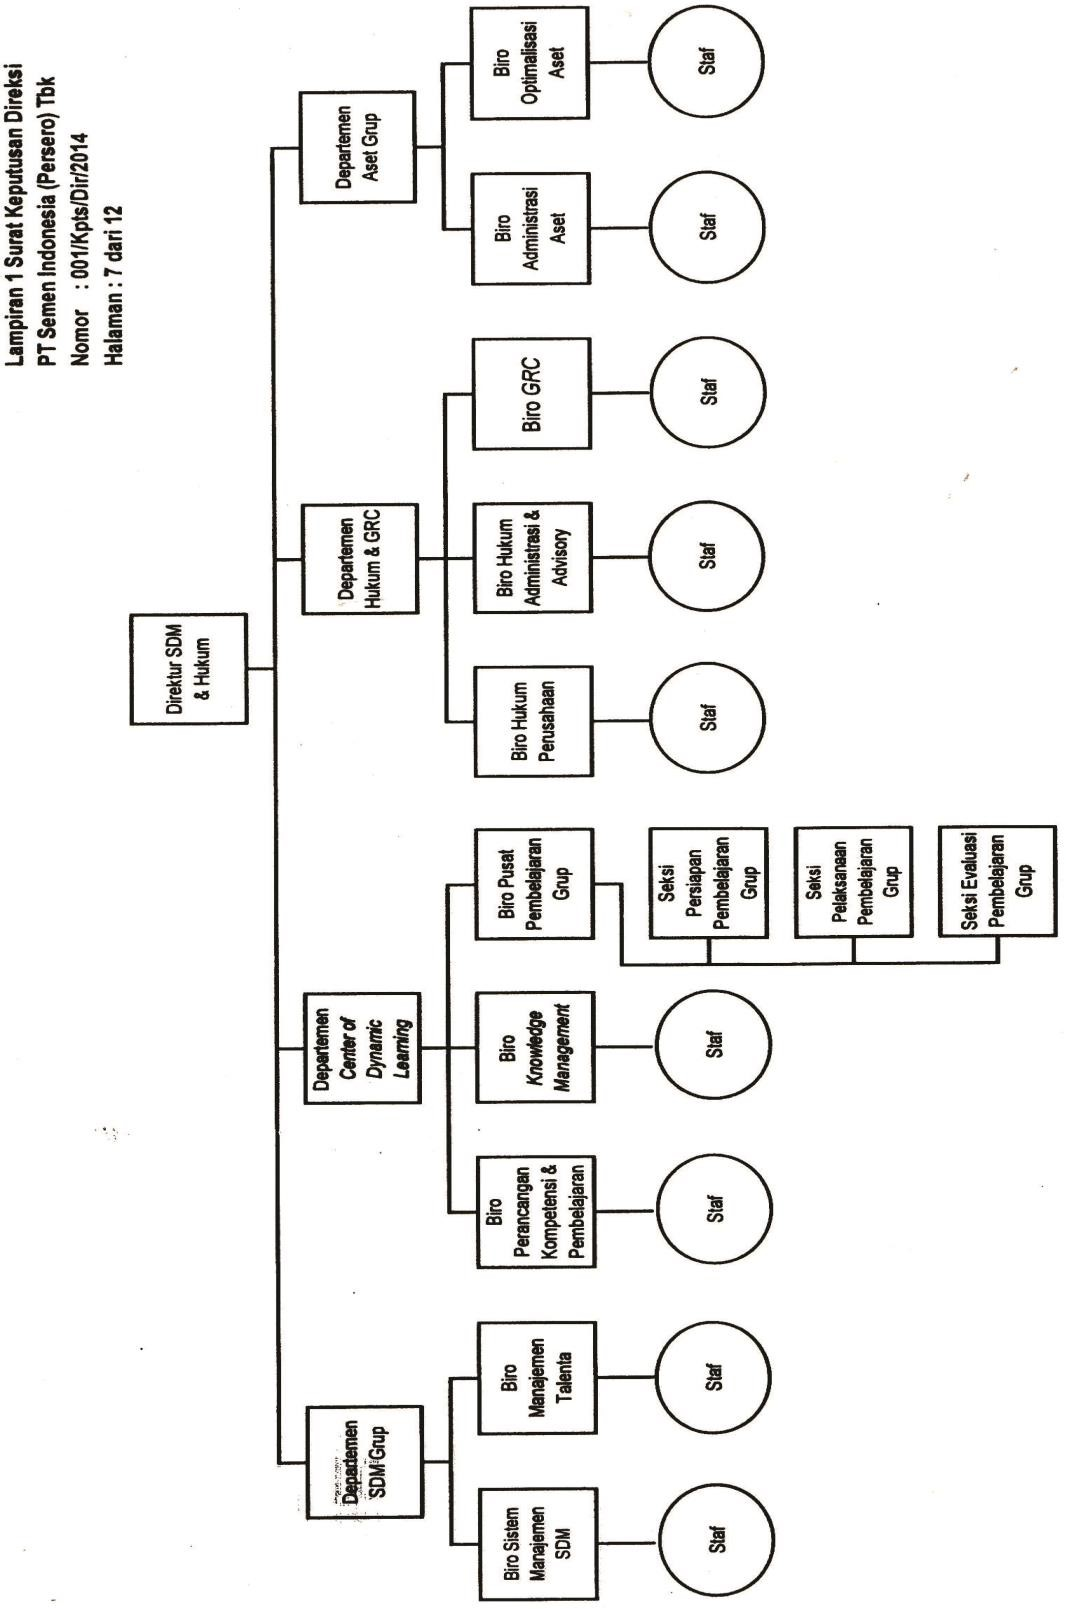 Lampiran 1 Surat Keputusan Direksi
PT Semen Indonesia (Persero) Tbk
Nomor : 001/Kpts/Dir/2014
Halaman : 7 dari 12
Direktur SDM
& Hukum
Departemen
SDM Grup
Departemen
Center of
Dynamic
Learning
Departemen
Hukum & GRC
Departemen
Aset Grup
Biro Sistem
Manajemen
SDM
Biro
Manajemen
Talenta
Biro
Perancangan
Kompetensi &
Pembelajaran
Biro
Knowledge
Management
Biro Pusat
Pembelajaran
Grup
Biro Hukum
Perusahaan
Biro Hukum
Administrasi &
Advisory
Biro GRC
Biro
Administrasi
Aset
Biro
Optimalisasi
Aset
Staf
Staf
Staf
Staf
Seksi
Persiapan
Pembelajaran
Grup
Staf
Staf
Staf
Staf
Staf
Seksi
Pelaksanaan
Pembelajaran
Grup
Seksi Evaluasi
Pembelajaran
Grup